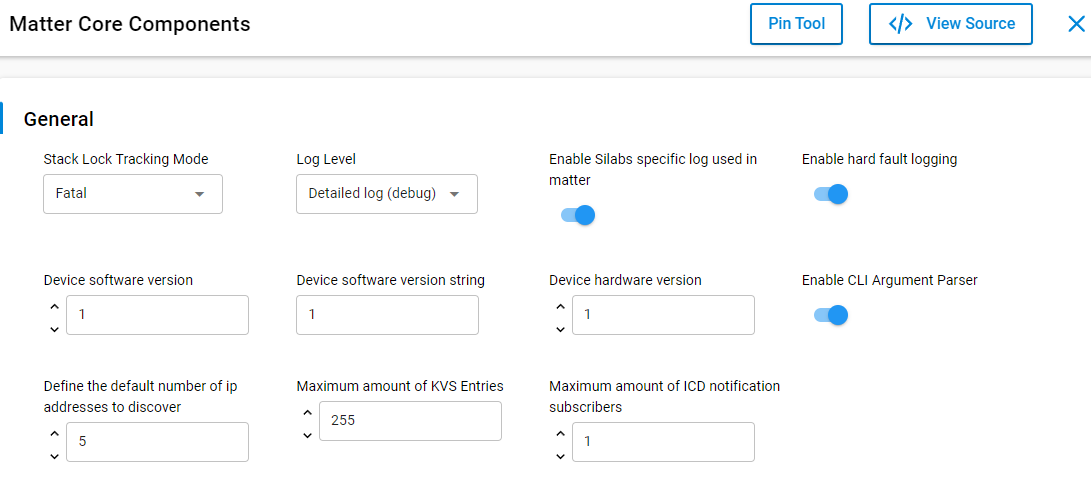 Matter Core Components
Pin Tool
</> View Source
General
Stack Lock Tracking Mode
Fatal
Log Level
Detailed log (debug)
Enable Silabs specific log used in
matter
Enable hard fault logging
Device software version
1
Device software version string
1
Device hardware version
1
Enable CLI Argument Parser
Define the default number of ip
addresses to discover
5
Maximum amount of KVS Entries
255
Maximum amount of ICD notification
subscribers
1